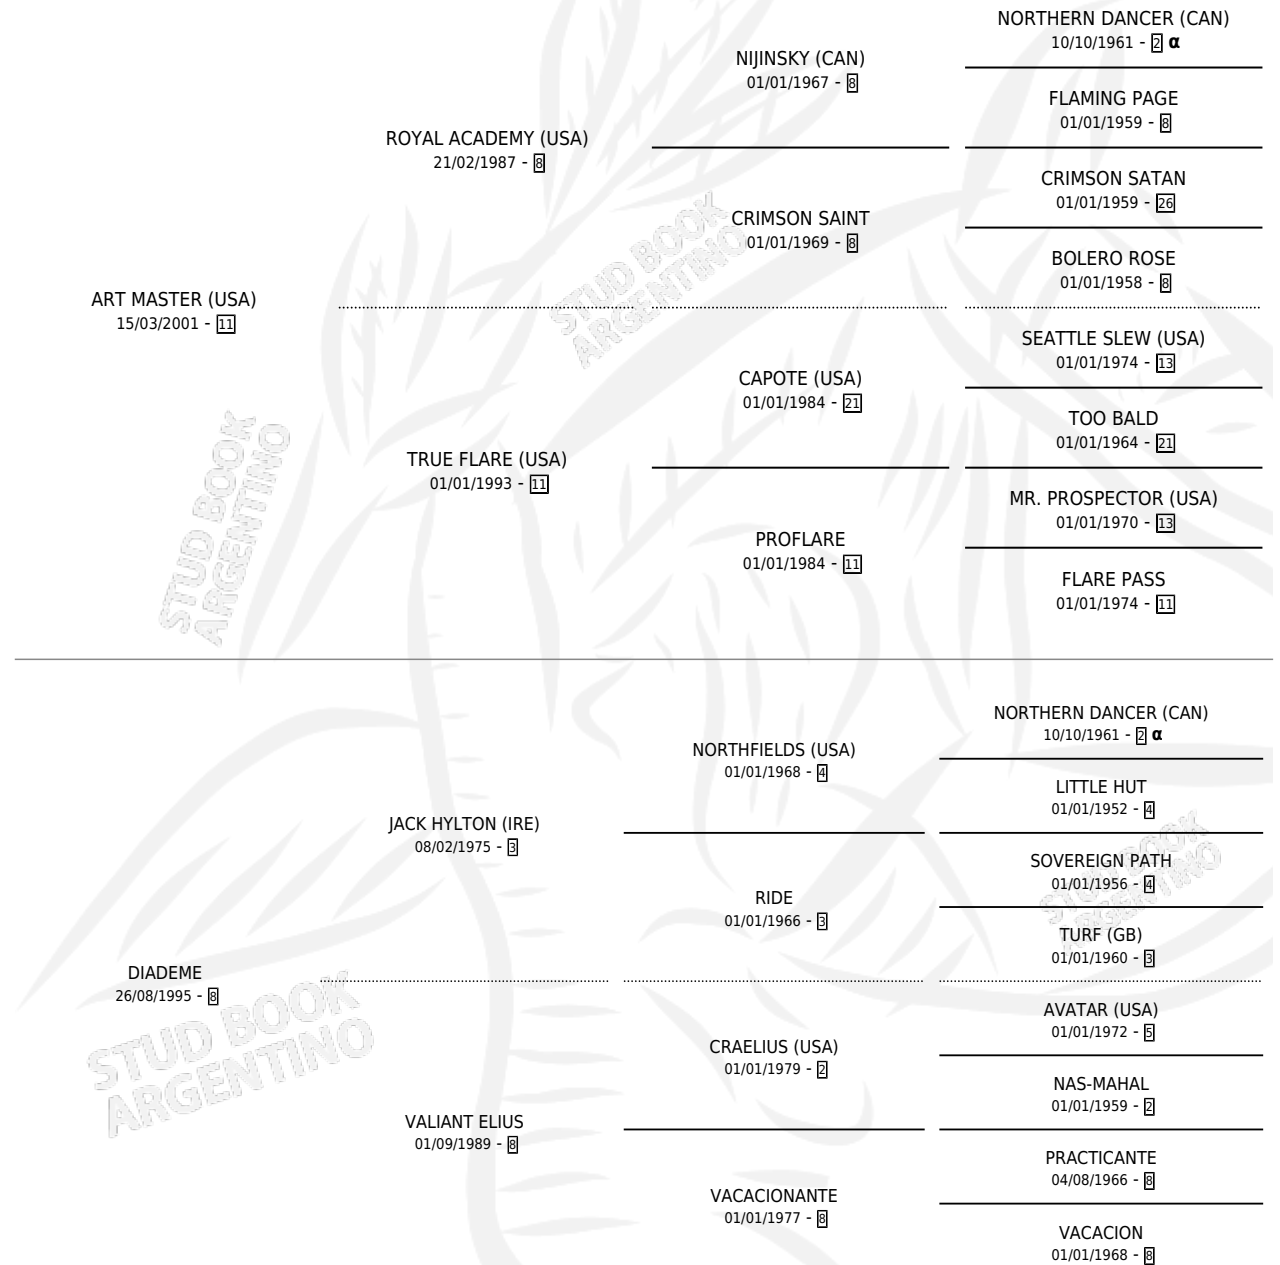 NORTHERN DANCER (CAN)
10/10/1961 - 2 α
NIJINSKY (CAN)
01/01/1967 - 8
FLAMING PAGE
01/01/1959 - 8
ROYAL ACADEMY (USA)
21/02/1987 - 8
CRIMSON SATAN
01/01/1959 - 26
CRIMSON SAINT
01/01/1969 - 8
BOLERO ROSE
01/01/1958 - 8
ART MASTER (USA)
15/03/2001 - 11
SEATTLE SLEW (USA)
01/01/1974 - 13
CAPOTE (USA)
01/01/1984 - 21
TOO BALD
01/01/1964 - 21
TRUE FLARE (USA)
01/01/1993 - 11
MR. PROSPECTOR (USA)
01/01/1970 - 13
PROFLARE
01/01/1984 - 11
FLARE PASS
01/01/1974 - 11
STUD BOOK
ARGENTINO
STUD BOOK
ARGENTINO
NORTHERN DANCER (CAN)
10/10/1961 - 2 α
NORTHFIELDS (USA)
01/01/1968 - 4
LITTLE HUT
01/01/1952 - 4
JACK HYLTON (IRE)
08/02/1975 - 3
SOVEREIGN PATH
01/01/1956 - 4
RIDE
01/01/1966 - 3
TURF (GB)
01/01/1960 - 3
DIADEME
26/08/1995 - 8
AVATAR (USA)
01/01/1972 - 5
CRAELIUS (USA)
01/01/1979 - 2
NAS-MAHAL
01/01/1959 - 2
VALIANT ELIUS
01/09/1989 - 8
PRACTICANTE
04/08/1966 - 8
VACACIONANTE
01/01/1977 - 8
VACACION
01/01/1968 - 8
STUD BOOK
ARGENTINO
STUD BOOK
ARGENTINO